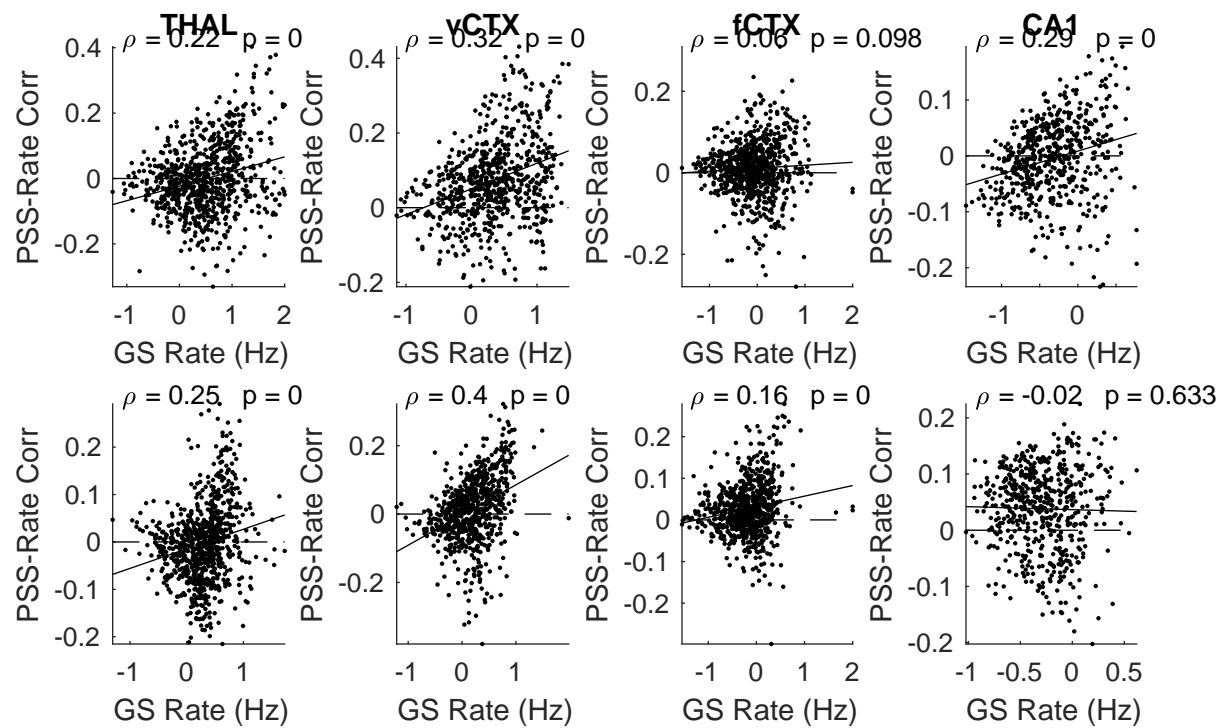 THAL
ρ = 0.22 p = 0
PSS-Rate Corr
0.4
0.2
0
-0.2
-1 0 1 2
GS Rate (Hz)
vCTX
ρ = 0.32 p = 0
PSS-Rate Corr
0.4
0.2
0
-0.2
-1 0 1
GS Rate (Hz)
fCTX
ρ = 0.06 p = 0.098
PSS-Rate Corr
0.2
0
-0.2
-1 0 1 2
GS Rate (Hz)
CA1
ρ = 0.29 p = 0
PSS-Rate Corr
0.1
0
-0.1
-0.2
-1 0
GS Rate (Hz)
ρ = 0.25 p = 0
PSS-Rate Corr
0.2
0.1
0
-0.1
-0.2
-1 0 1
GS Rate (Hz)
ρ = 0.4 p = 0
PSS-Rate Corr
0.2
0
-0.2
-1 0 1
GS Rate (Hz)
ρ = 0.16 p = 0
PSS-Rate Corr
0.2
0.1
0
-0.1
-0.2
-1 0 1 2
GS Rate (Hz)
ρ = -0.02 p = 0.633
PSS-Rate Corr
0.2
0.1
0
-0.1
-0.2
-1 -0.5 0 0.5
GS Rate (Hz)